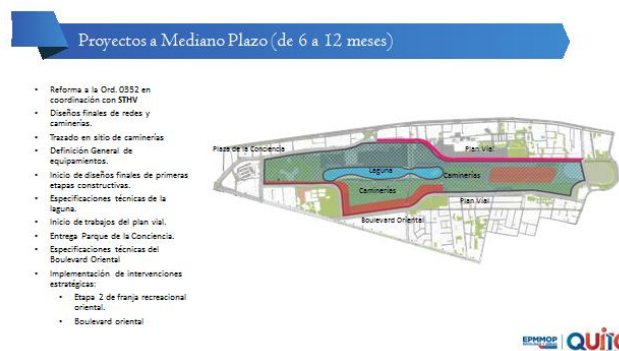 Proyectos a Mediano Plazo (de 6 a 12 meses)
• Reforma a la Ord. 0352 en
coordinación con STHV
• Diseños finales de redes y
caminerías.
• Trazado en sitio de caminerías
• Definición General de
equipamientos.
• Inicio de diseños finales de primeras
etapas constructivas.
• Especificaciones técnicas de la
laguna.
• Inicio de trabajos del plan vial.
• Entrega Parque de la Conciencia.
• Especificaciones técnicas del
Boulevard Oriental
• Implementación de intervenciones
estratégicas:
• Etapa 2 de franja recreacional
oriental.
• Boulevard oriental
Plaza de la Conciencia
Plan Vial
Laguna
Caminerías
Caminerías
Plan Vial
Boulevard Oriental
EPMMOP
QUITO